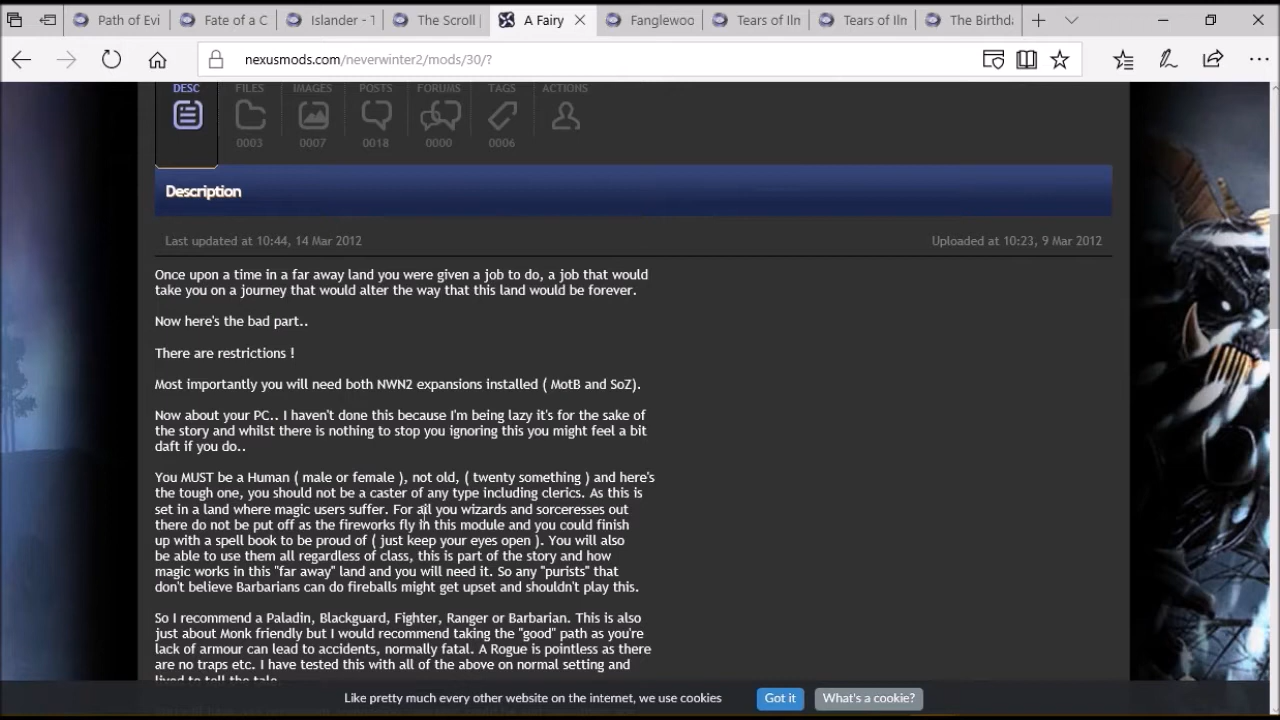 Path of Evi
Fate of a C
Islander - T
The Scroll |
A Fairy
Fanglewoo
Tears of Iln
Tears of Iln
The Birthda
nexusmods.com/neverwinter2/mods/30/?
DESC
FILES
IMAGES
POSTS
FORUMS
TAGS
ACTIONS
0003
0007
0018
0000
0006
Description
Last updated at 10:44, 14 Mar 2012
Uploaded at 10:23, 9 Mar 2012
Once upon a time in a far away land you were given a job to do, a job that would
take you on a journey that would alter the way that this land would be forever.
Now here's the bad part..
There are restrictions !
Most importantly you will need both NWN2 expansions installed ( MotB and SoZ).
Now about your PC.. I haven't done this because I'm being lazy it's for the sake of
the story and whilst there is nothing to stop you ignoring this you might feel a bit
daft if you do..
You MUST be a Human ( male or female ), not old, ( twenty something ) and here's
the tough one, you should not be a caster of any type including clerics. As this is
set in a land where magic users suffer. For all you wizards and sorceresses out
there do not be put off as the fireworks fly in this module and you could finish
up with a spell book to be proud of ( just keep your eyes open ). You will also
be able to use them all regardless of class, this is part of the story and how
magic works in this "far away" land and you will need it. So any "purists" that
don't believe Barbarians can do fireballs might get upset and shouldn't play this.
So I recommend a Paladin, Blackguard, Fighter, Ranger or Barbarian. This is also
just about Monk friendly but I would recommend taking the "good" path as you're
lack of armour can lead to accidents, normally fatal. A Rogue is pointless as there
are no traps etc. I have tested this with all of the above on normal setting and
lived to tell the tale
Like pretty much every other website on the internet, we use cookies
Got it
What's a cookie?